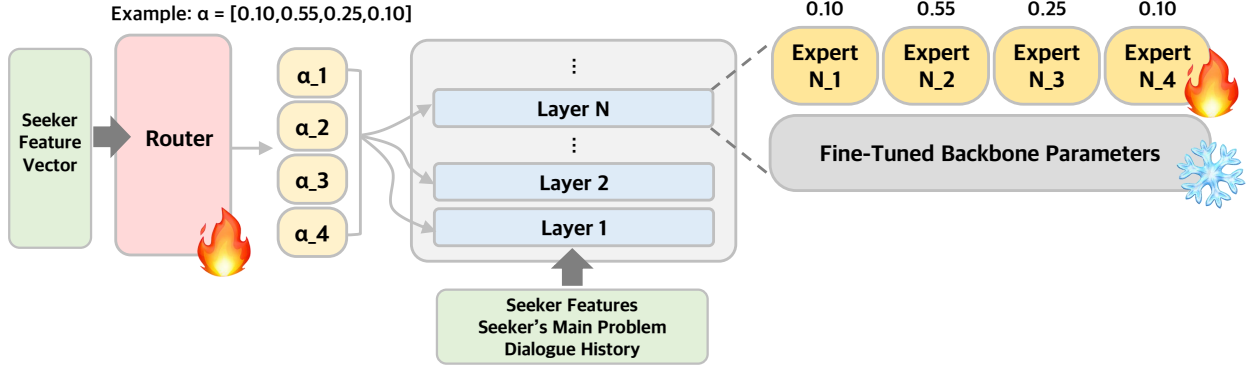 Example: α = [0.10,0.55,0.25,0.10]
Seeker
Feature
Vector
Router
α_1
α_2
α_3
α_4
⋮
Layer N
⋮
Layer 2
Layer 1
Seeker Features
Seeker's Main Problem
Dialogue History
0.10 0.55 0.25 0.10
Expert
N_1
Expert
N_2
Expert
N_3
Expert
N_4
Fine-Tuned Backbone Parameters